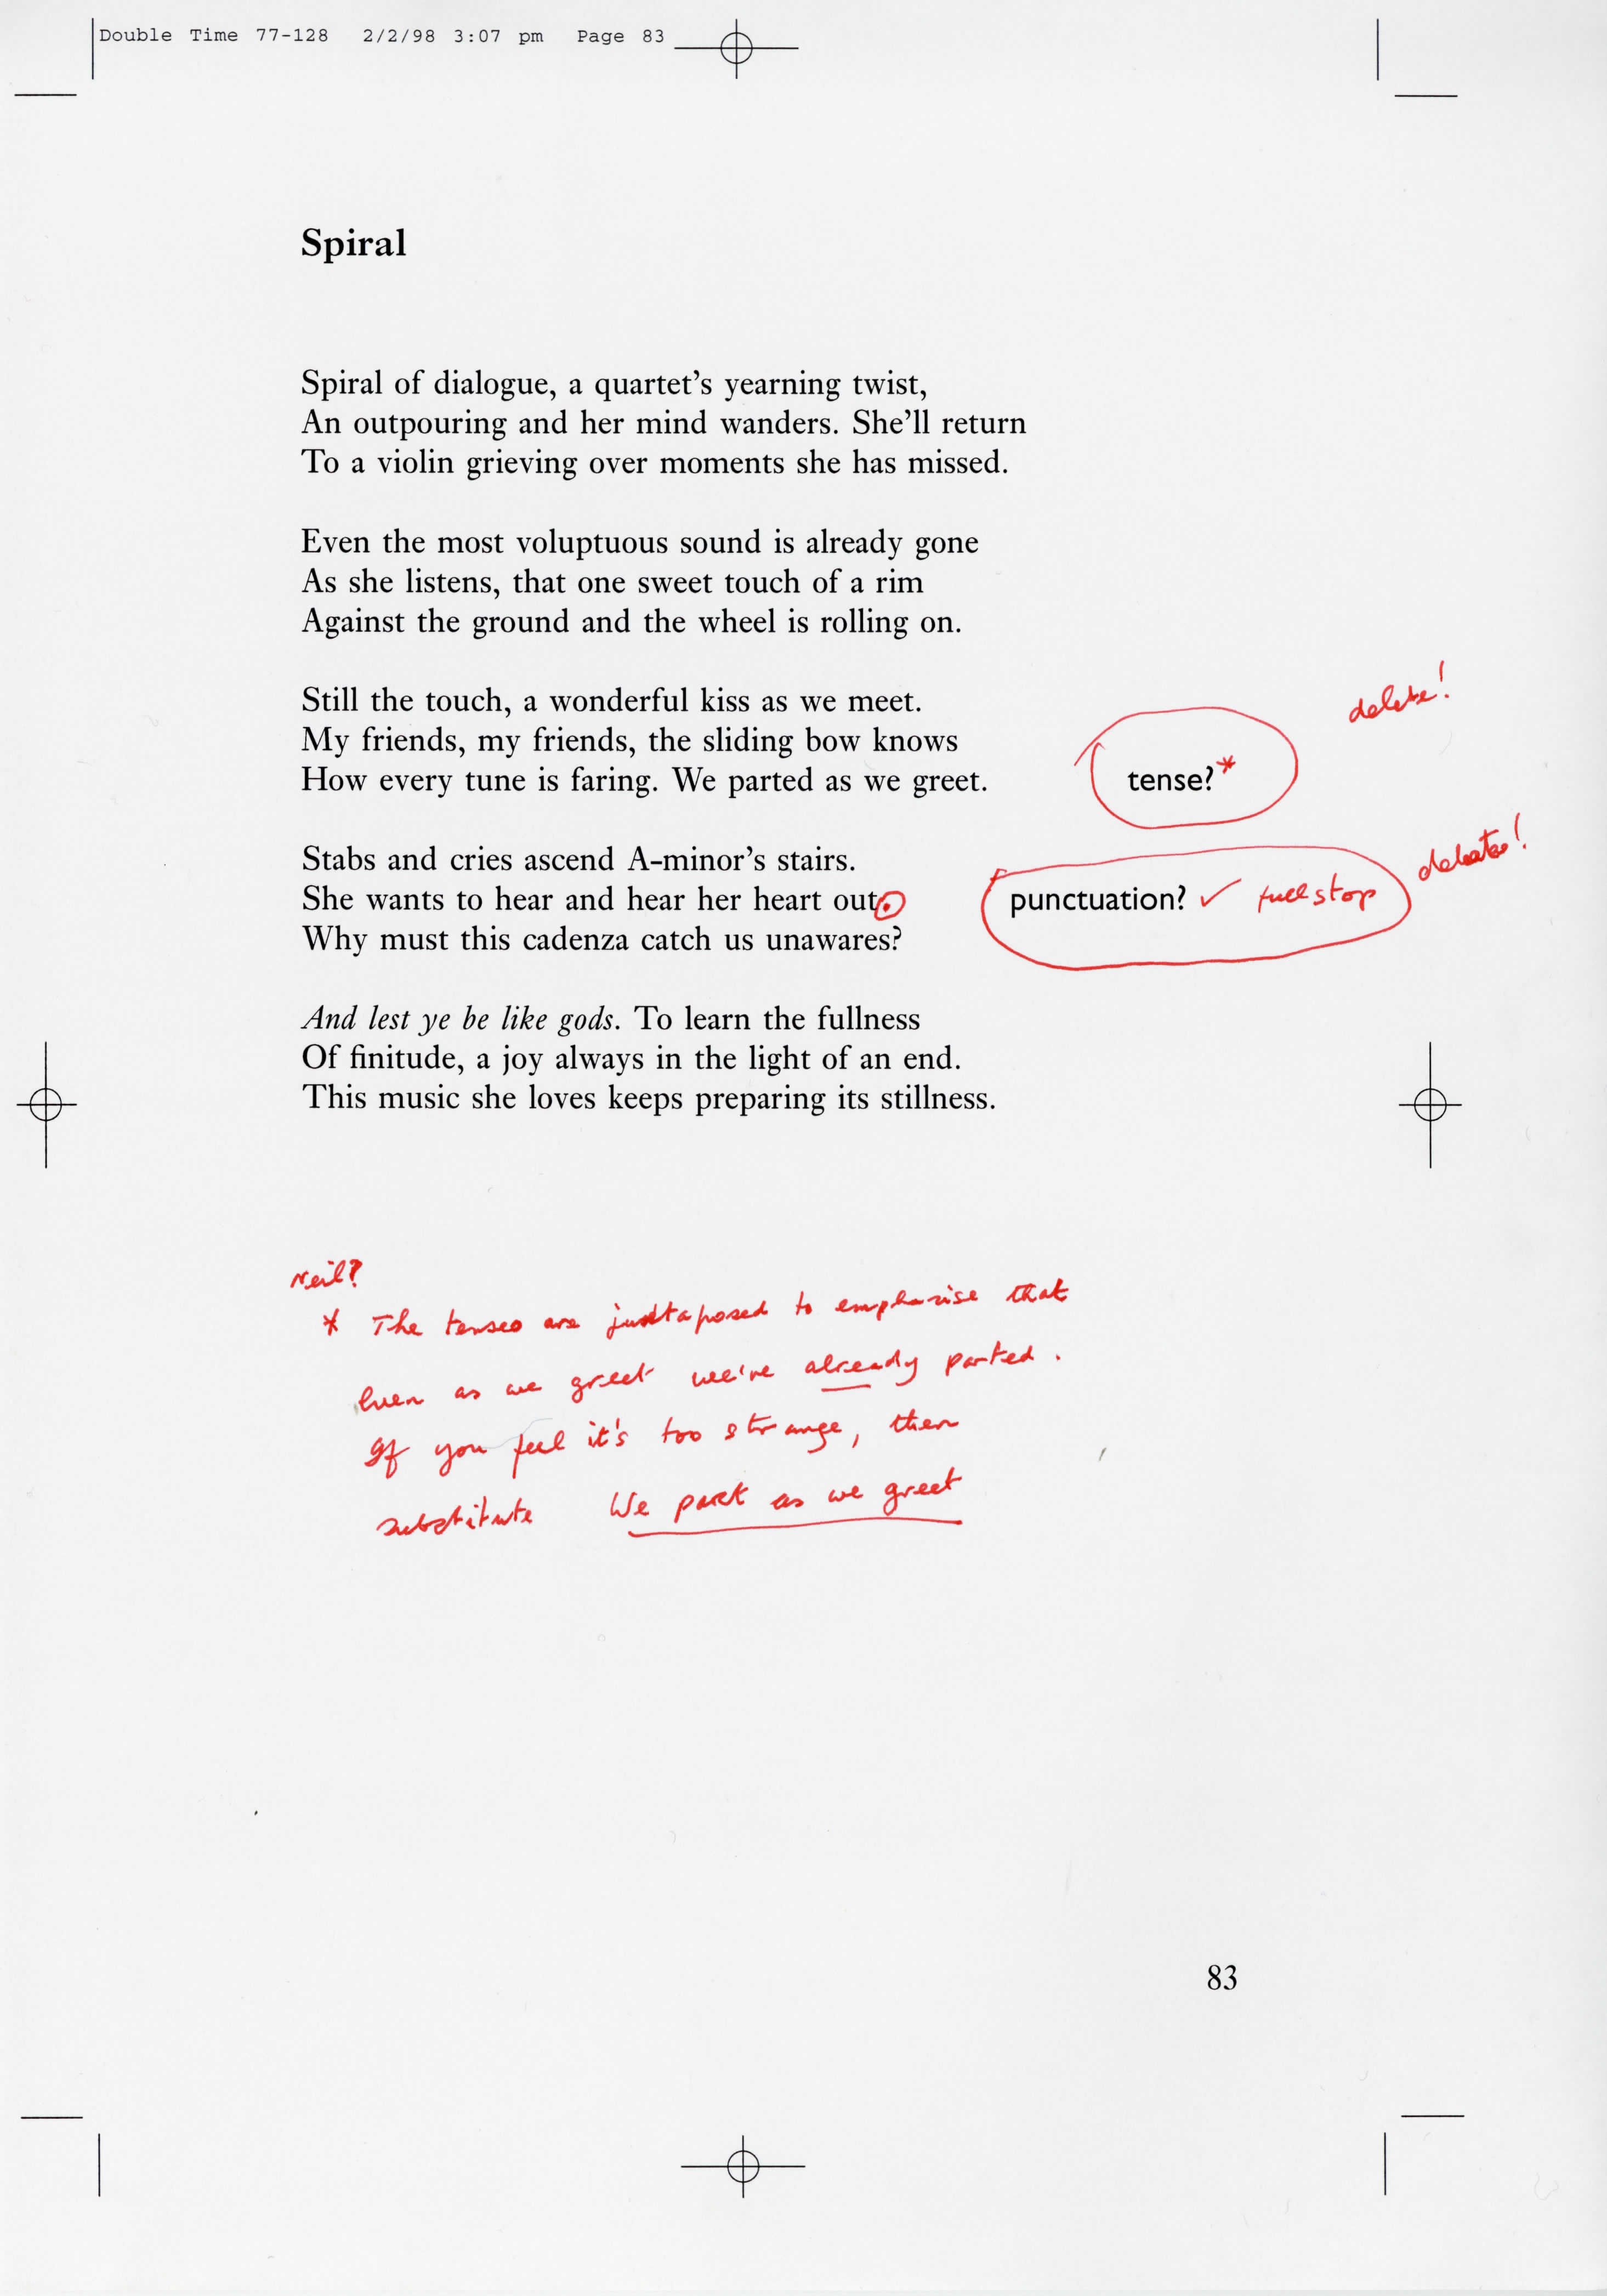 Double Time 77-128 2/2/98 3:07 pm Page 83
Spiral
Spiral of dialogue, a quartet’s yearning twist,
An outpouring and her mind wanders. She’ll return
To a violin grieving over moments she has missed.
Even the most voluptuous sound is already gone
As she listens, that one sweet touch of a rim
Against the ground and the wheel is rolling on.
Still the touch, a wonderful kiss as we meet.
delete!
My friends, my friends, the sliding bow knows
How every tune is faring. We parted as we greet.
tense?*
Stabs and cries ascend A-minor’s stairs.
She wants to hear and hear her heart out.
punctuation? ✓ full stop
delete!
Why must this cadenza catch us unawares?
And lest ye be like gods. To learn the fullness
Of finitude, a joy always in the light of an end.
This music she loves keeps preparing its stillness.
Neil?
* The tenses are juxtaposed to emphasise that
even as we greet we've already parted.
If you feel it's too strange, then
substitute We part as we greet
83